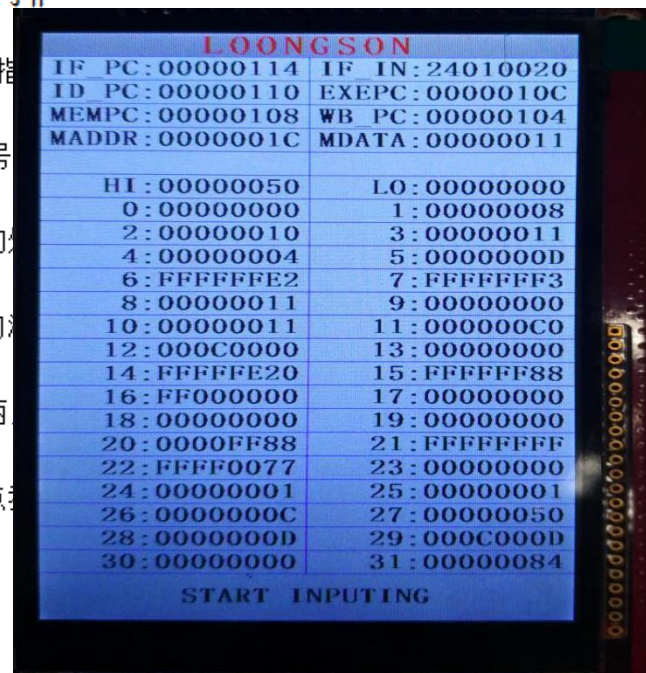 LOONGSON
IF_PC:00000114 IF_IN:24010020
ID_PC:00000110 EXEPC:0000010C
MEMPC:00000108 WB_PC:00000104
MADDR:0000001C MDATA:00000011
HI:00000050 LO:00000000
0:00000000 1:00000008
2:00000010 3:00000011
4:00000004 5:0000000D
6:FFFFFFE2 7:FFFFFFF3
8:00000011 9:00000000
10:00000011 11:000000C0
12:000C0000 13:00000000
14:FFFFFE20 15:FFFFFF88
16:FF000000 17:00000000
18:00000000 19:00000000
20:0000FF88 21:FFFFFFFF
22:FFFF0077 23:00000000
24:00000001 25:00000001
26:0000000C 27:00000050
28:0000000D 29:000C000D
30:00000000 31:00000084
START INPUTING